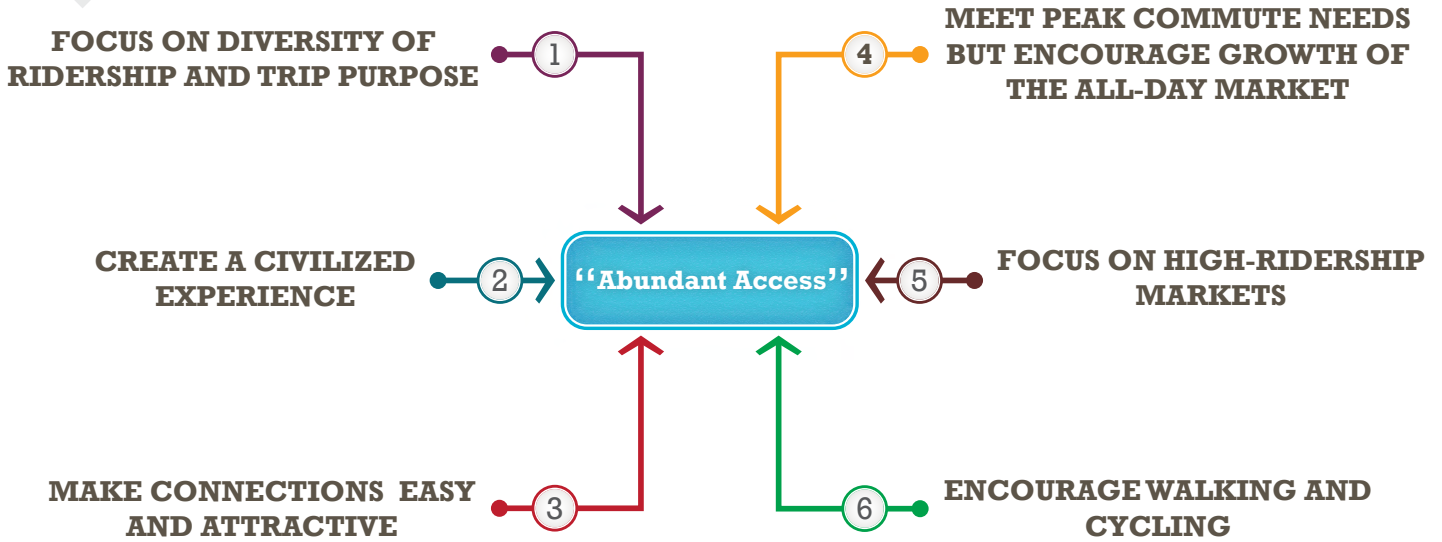 1
FOCUS ON DIVERSITY OF
RIDERSHIP AND TRIP PURPOSE
2
CREATE A CIVILIZED
EXPERIENCE
3
MAKE CONNECTIONS EASY
AND ATTRACTIVE
“Abundant Access”
4
MEET PEAK COMMUTE NEEDS
BUT ENCOURAGE GROWTH OF
THE ALL-DAY MARKET
5
FOCUS ON HIGH-RIDERSHIP
MARKETS
6
ENCOURAGE WALKING AND
CYCLING